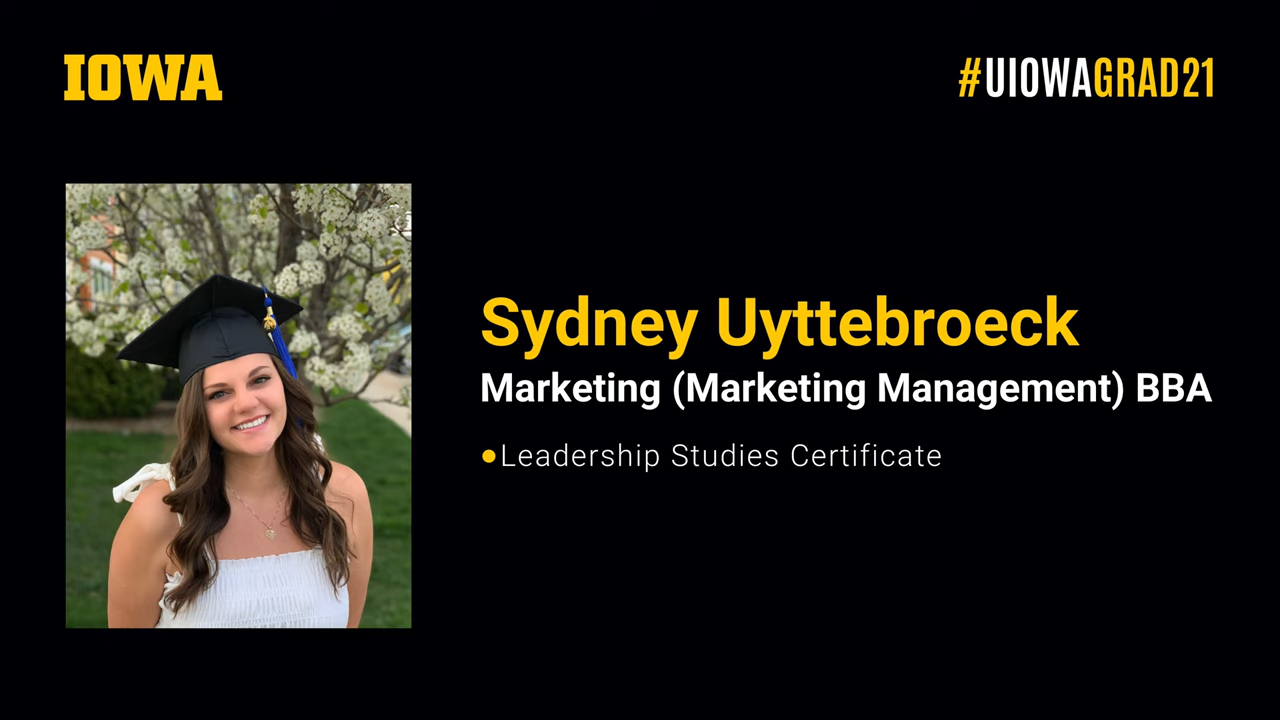 IOWA
#UIOWAGRAD21
Sydney Uyttebroeck
Marketing (Marketing Management) BBA
•Leadership Studies Certificate